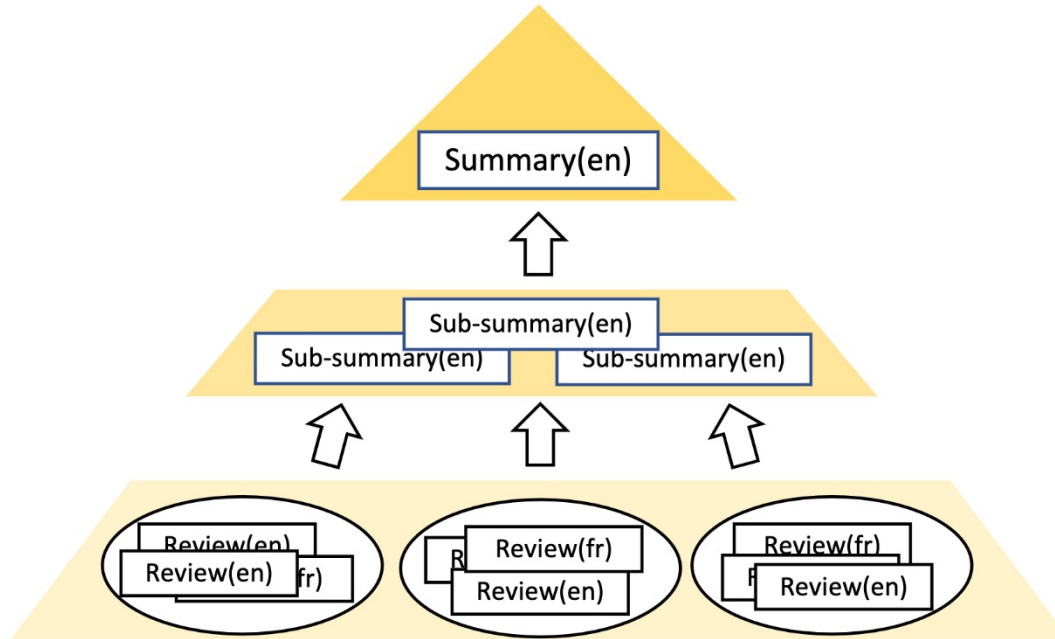 Summary(en)
Sub-summary(en)
Sub-summary(en)
Sub-summary(en)
Review(en)
Review(en)
fr)
Review(fr)
Review(en)
Review(fr)
Review(en)